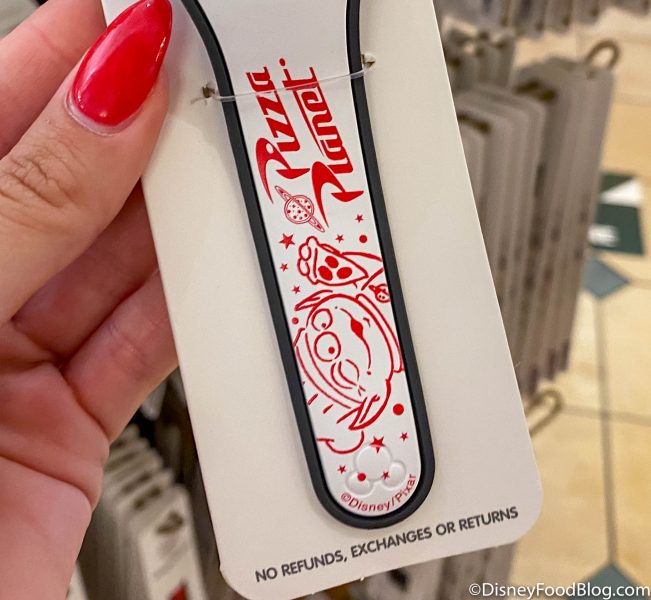 Pizza
Planet
©Disney/Pixar
NO REFUNDS, EXCHANGES OR RETURNS
©DisneyFoodBlog.com